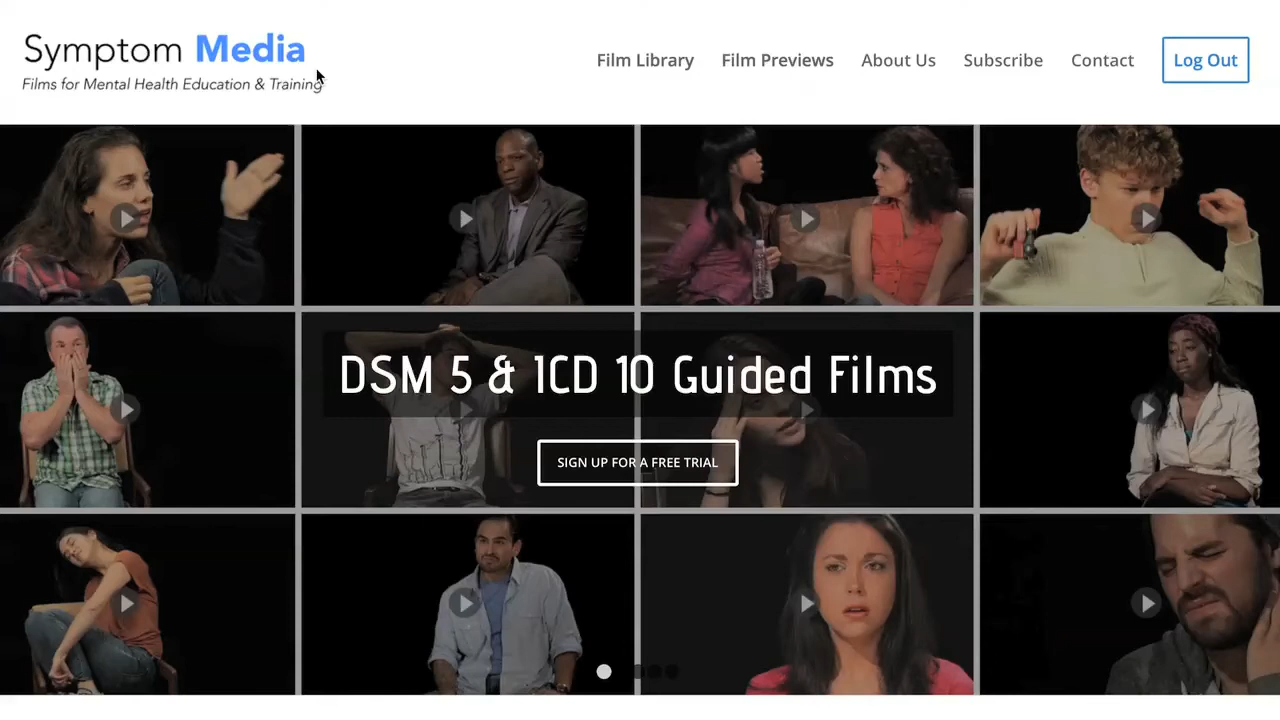 Symptom Media
Films for Mental Health Education & Training
Film Library
Film Previews
About Us
Subscribe
Contact
Log Out
DSM 5 & ICD 10 Guided Films
SIGN UP FOR A FREE TRIAL